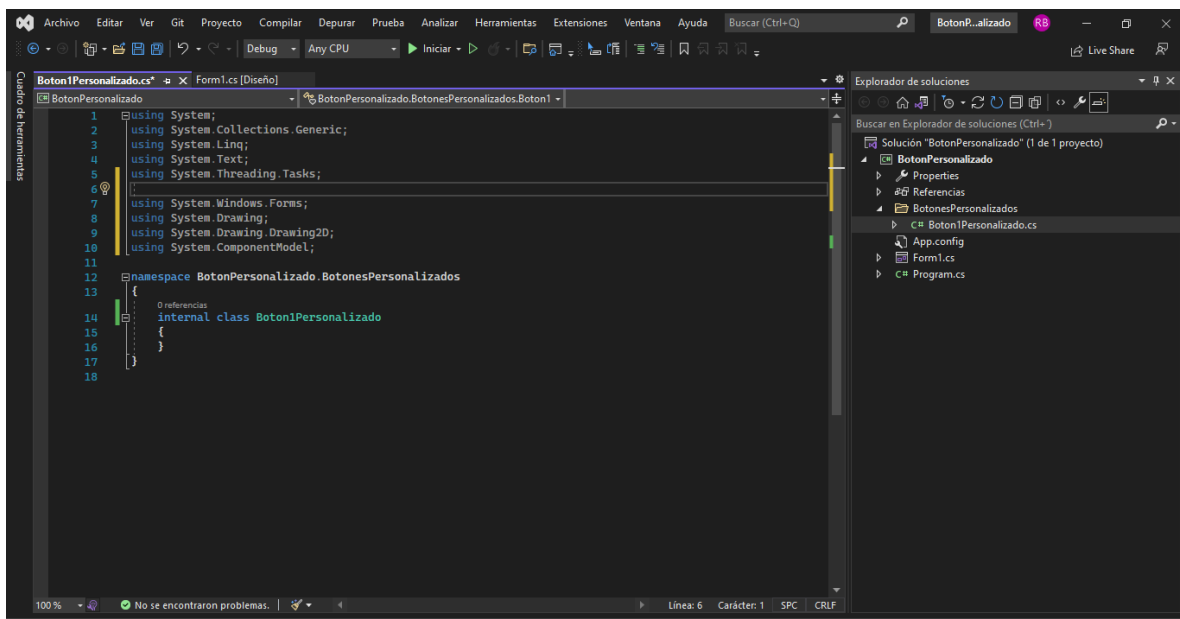 Archivo Editar Ver Git Proyecto Compilar Depurar Prueba Analizar Herramientas Extensiones Ventana Ayuda Buscar (Ctrl+Q) BotonP...alizado RB
Debug Any CPU Iniciar Live Share
Cuadro de herramientas
Boton1Personalizado.cs* Form1.cs [Diseño]
BotonPersonalizado BotonPersonalizado.BotonesPersonalizados.Boton1
1 using System;
2 using System.Collections.Generic;
3 using System.Linq;
4 using System.Text;
5 using System.Threading.Tasks;
6
7 using System.Windows.Forms;
8 using System.Drawing;
9 using System.Drawing.Drawing2D;
10 using System.ComponentModel;
11
12 namespace BotonPersonalizado.BotonesPersonalizados
13 {
0 referencias
14 internal class Boton1Personalizado
15 {
16 }
17 }
18
100 % No se encontraron problemas. Línea: 6 Carácter: 1 SPC CRLF
Explorador de soluciones
Buscar en Explorador de soluciones (Ctrl+´)
Solución "BotonPersonalizado" (1 de 1 proyecto)
C# BotonPersonalizado
Properties
Referencias
BotonesPersonalizados
C# Boton1Personalizado.cs
App.config
Form1.cs
C# Program.cs